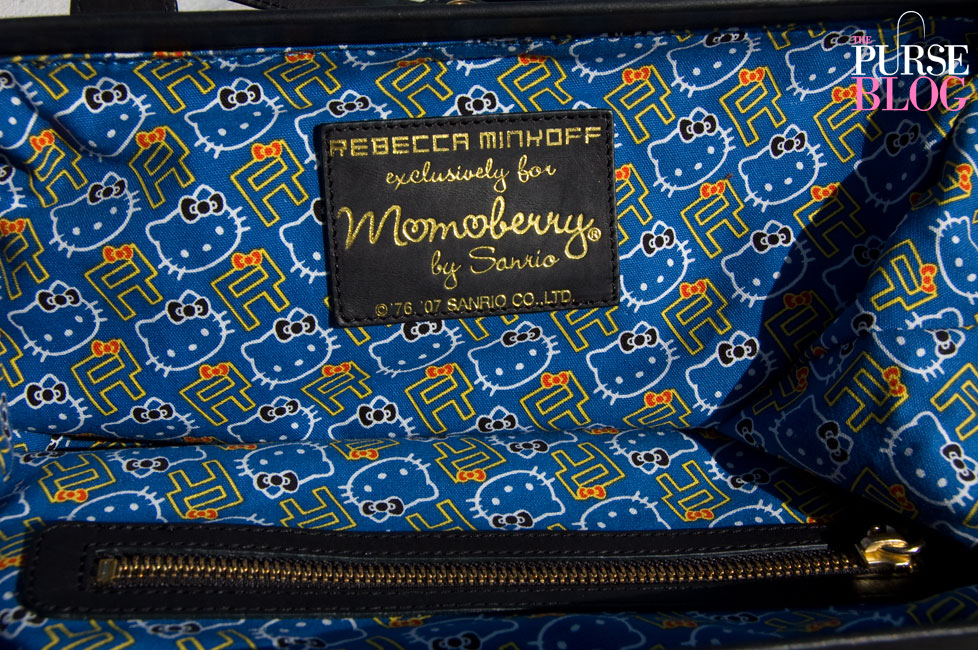 THE
PURSE
BLOG
REBECCA MINKOFF
exclusively for
Momoberry®
by Sanrio
© '76, '07 SANRIO CO.,LTD.